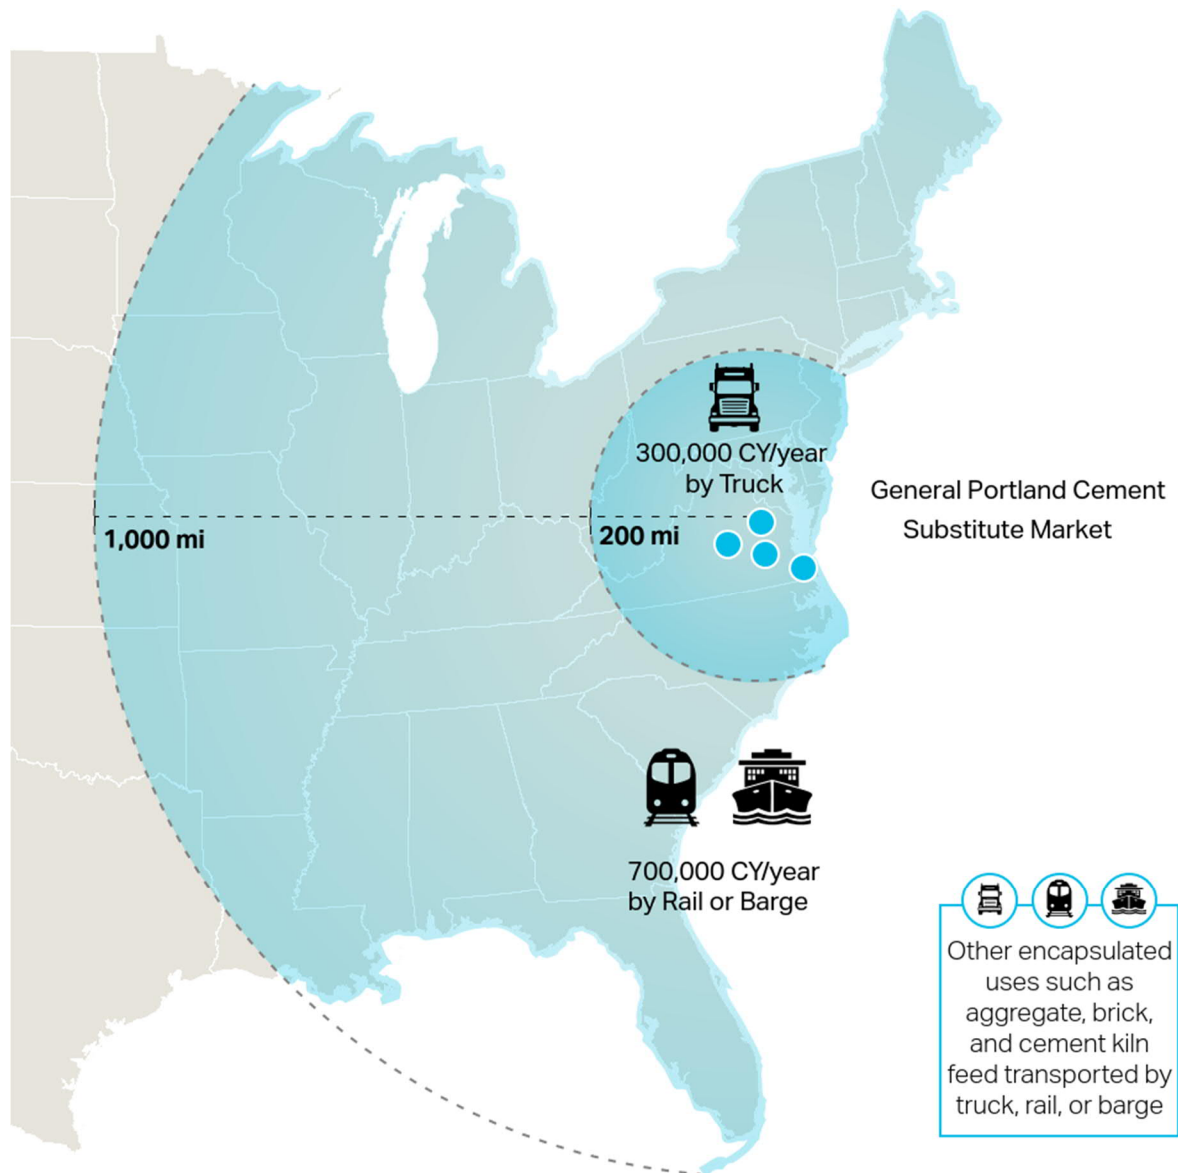 300,000 CY/year
by Truck
General Portland Cement
Substitute Market
1,000 mi
200 mi
700,000 CY/year
by Rail or Barge
Other encapsulated
uses such as
aggregate, brick,
and cement kiln
feed transported by
truck, rail, or barge